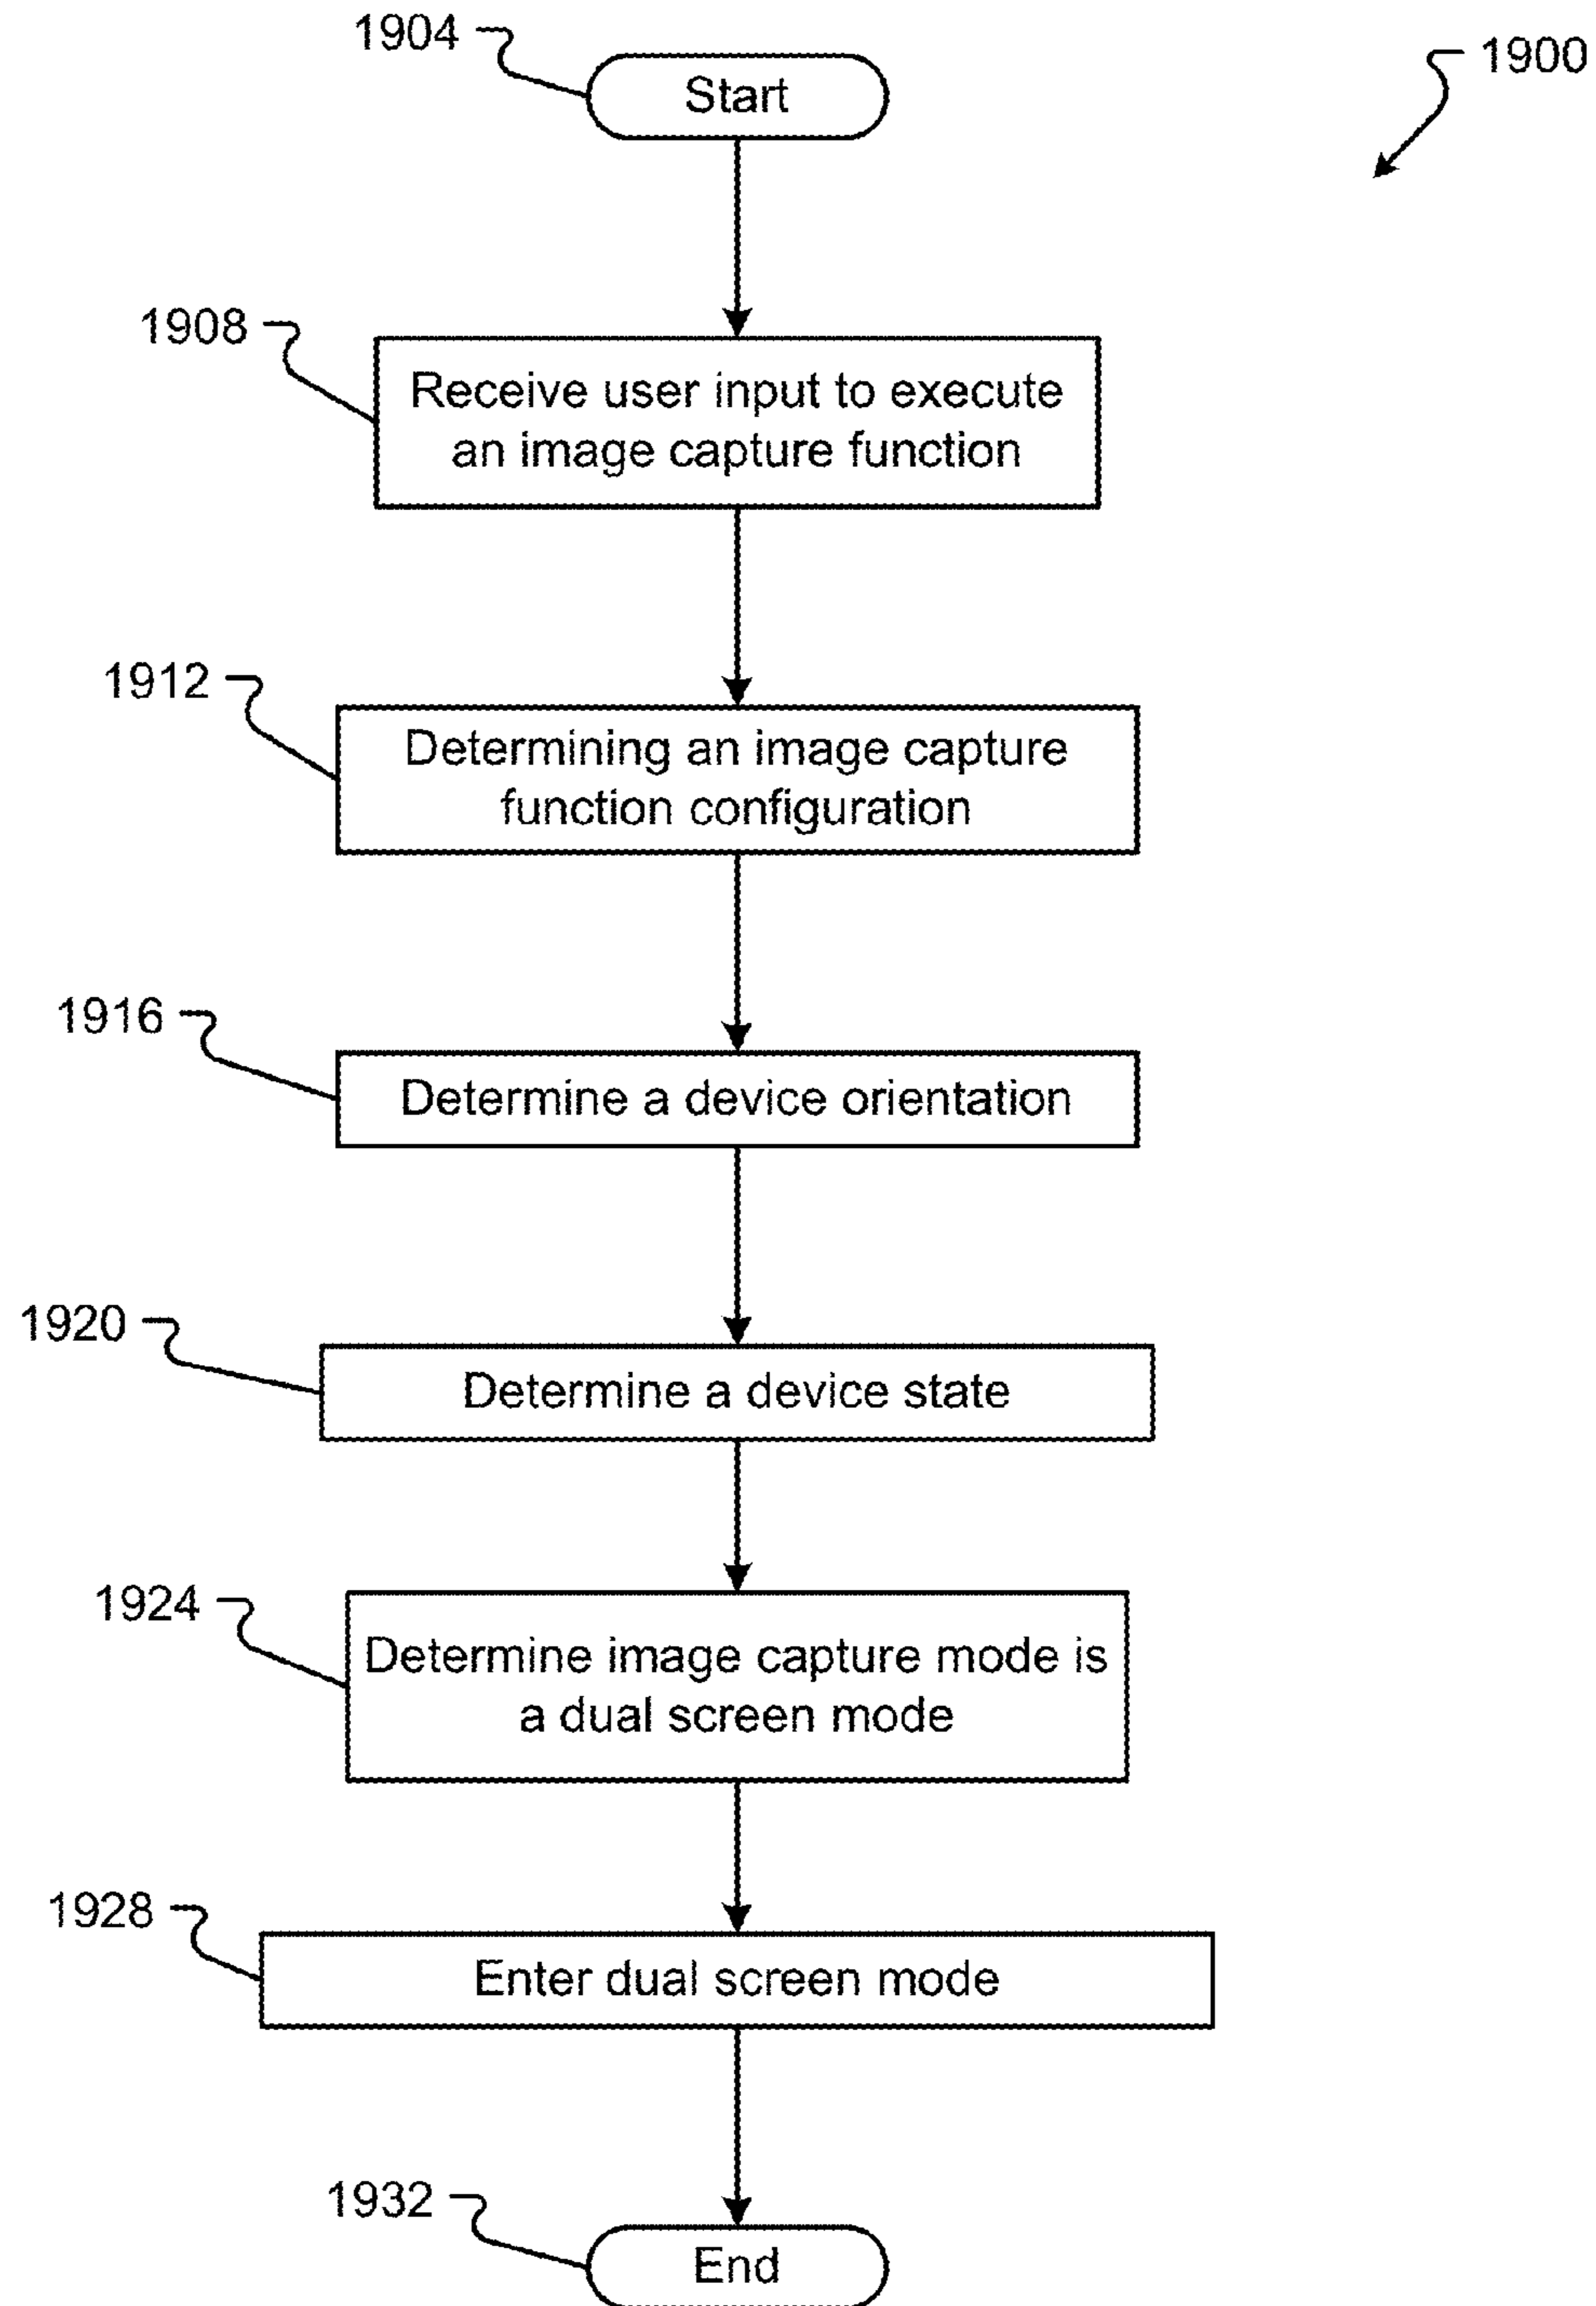 1904
Start
1900
1908
Receive user input to execute
an image capture function
1912
Determining an image capture
function configuration
1916
Determine a device orientation
1920
Determine a device state
1924
Determine image capture mode is
a dual screen mode
1928
Enter dual screen mode
1932
End